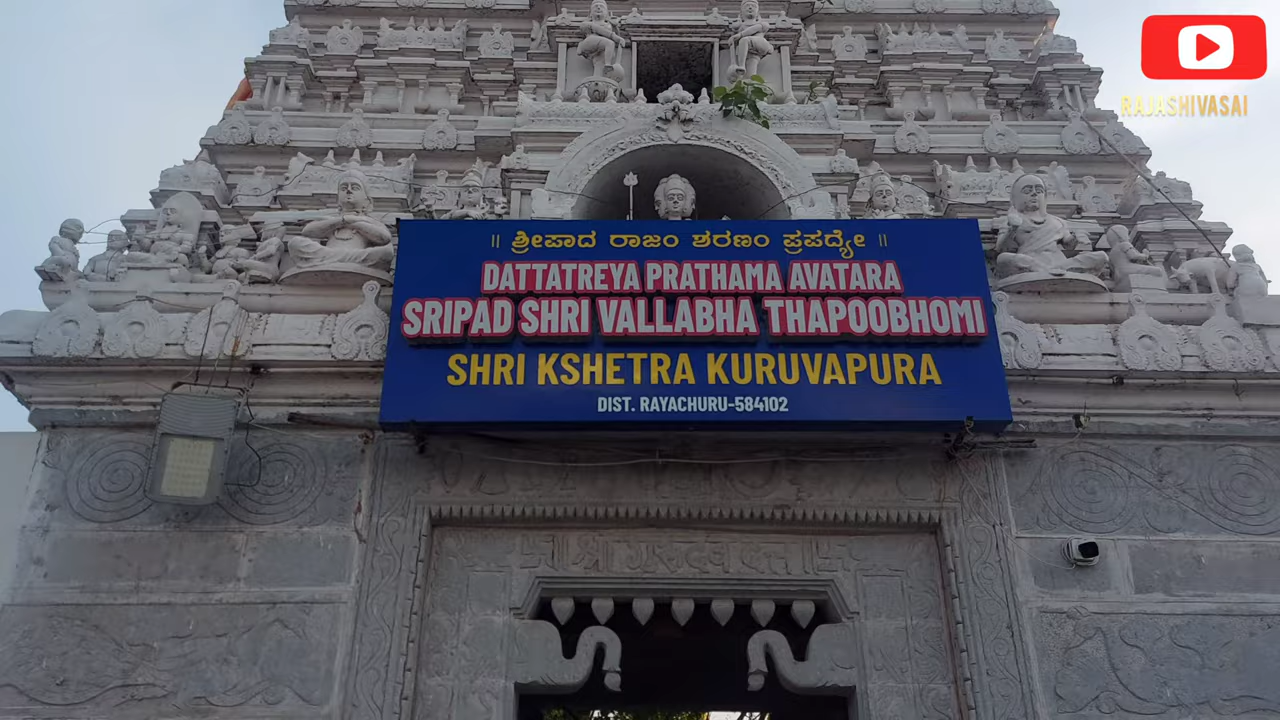 RAJASHIVASAI
|| ಶ್ರೀಪಾದ ರಾಜಂ ಶರಣಂ ಪ್ರಪದ್ಯೇ ||
DATTATREYA PRATHAMA AVATARA
SRIPAD SHRI VALLABHA THAPOOBHOMI
SHRI KSHETRA KURUVAPURA
DIST. RAYACHURU-584102